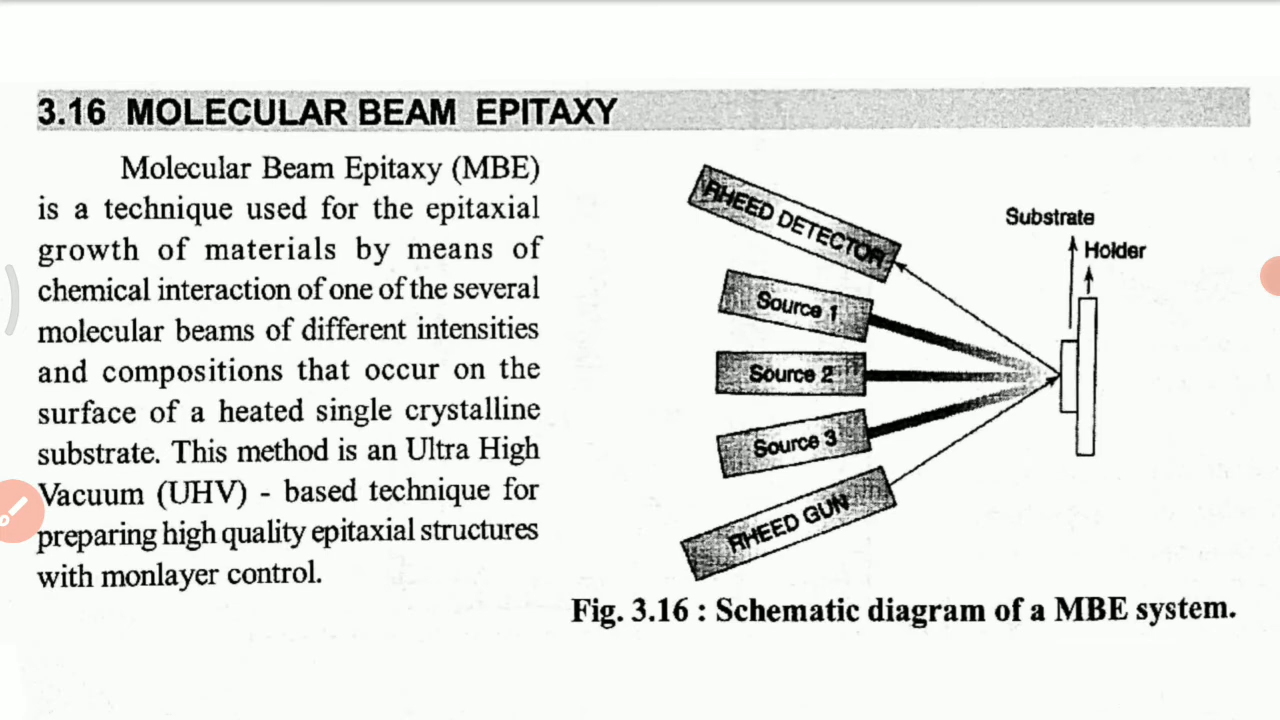 3.16 MOLECULAR BEAM EPITAXY
Molecular Beam Epitaxy (MBE)
is a technique used for the epitaxial
growth of materials by means of
chemical interaction of one of the several
molecular beams of different intensities
and compositions that occur on the
surface of a heated single crystalline
substrate. This method is an Ultra High
Vacuum (UHV) - based technique for
preparing high quality epitaxial structures
with monlayer control.
RHEED DETECTOR
Source 1
Source 2
Source 3
RHEED GUN
Substrate
Holder
Fig. 3.16 : Schematic diagram of a MBE system.